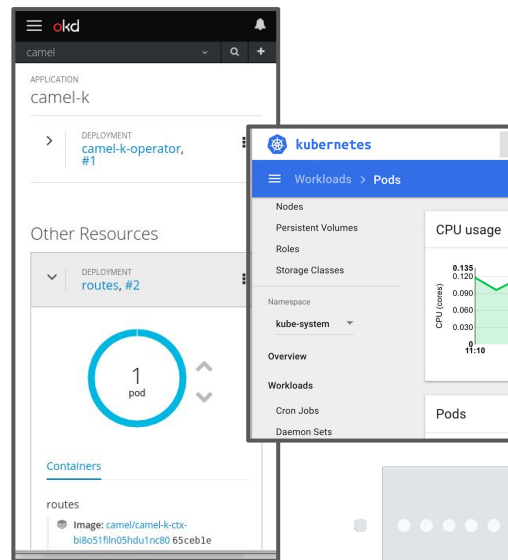 okd
camel
APPLICATION
camel-k
DEPLOYMENT
camel-k-operator,
#1
Other Resources
DEPLOYMENT
routes, #2
1
pod
Containers
routes
Image: camel/camel-k-ctx-
bi8o51filn05hdu1nc80 65ceb1e
kubernetes
Workloads > Pods
Nodes
Persistent Volumes
Roles
Storage Classes
Namespace
kube-system
Overview
Workloads
Cron Jobs
Daemon Sets
CPU usage
CPU (cores)
0.135
0.120
0.090
0.060
0.030
0
11:10
Pods